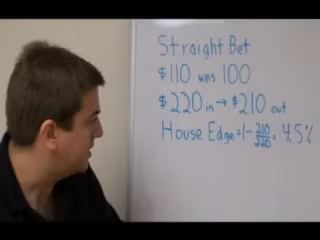 Straight Bet
$110 wins 100
$220 in → $210 out
House Edge = 1 - 210/220 = 4.5%